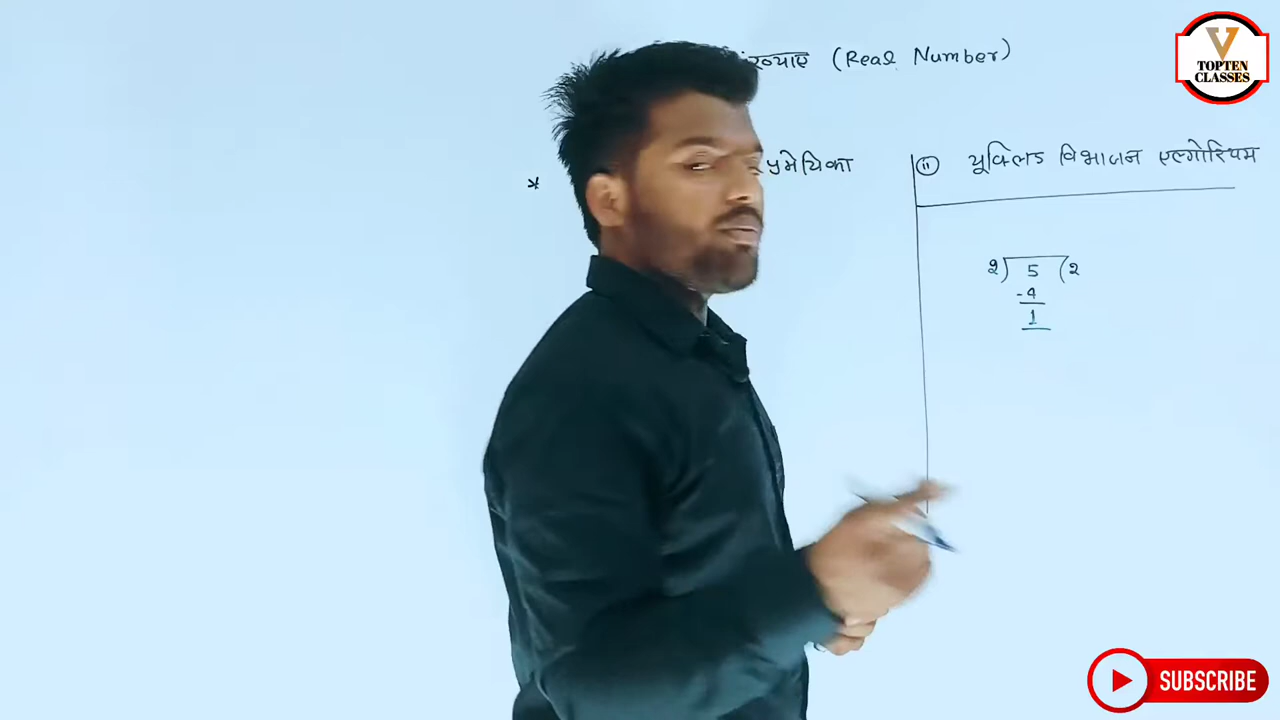 (Real Number)
V
TOPTEN
CLASSES
*
प्रमेयिका
(ii) यूक्लिड विभाजन एल्गोरिथम
2) 5 (2
-4
1
SUBSCRIBE